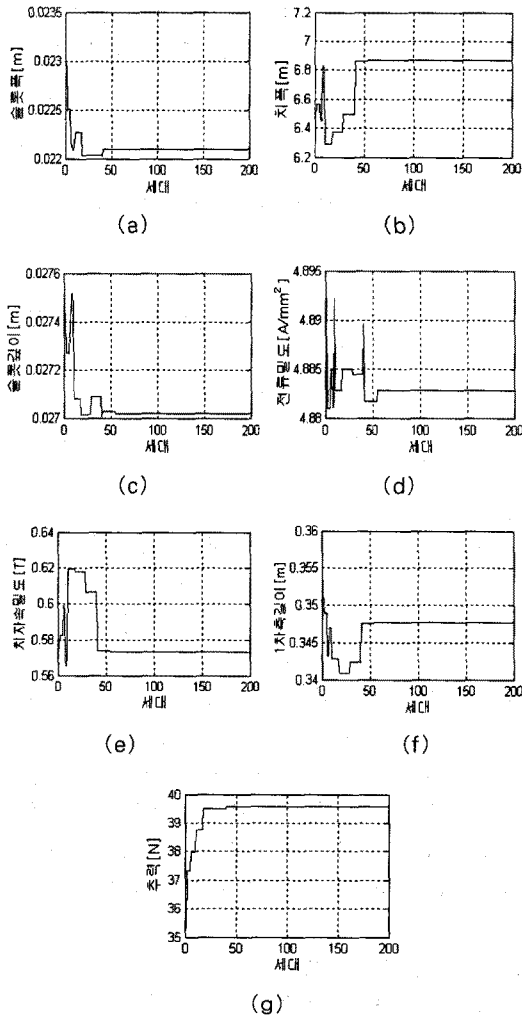 슬롯폭[m]
0.0235
0.023
0.0225
0.022
0 50 100 150 200
세대
(a)
치폭[m]
7
6.8
6.6
6.4
6.2
0 50 100 150 200
세대
(b)
슬롯깊이[m]
0.0276
0.0274
0.0272
0.027
0 50 100 150 200
세대
(c)
전류밀도[A/mm²]
4.895
4.89
4.885
4.88
0 50 100 150 200
세대
(d)
치자속밀도[T]
0.64
0.62
0.6
0.58
0.56
0 50 100 150 200
세대
(e)
1차측길이[m]
0.36
0.355
0.35
0.345
0.34
0 50 100 150 200
세대
(f)
추력[N]
40
39
38
37
36
35
0 50 100 150 200
세대
(g)